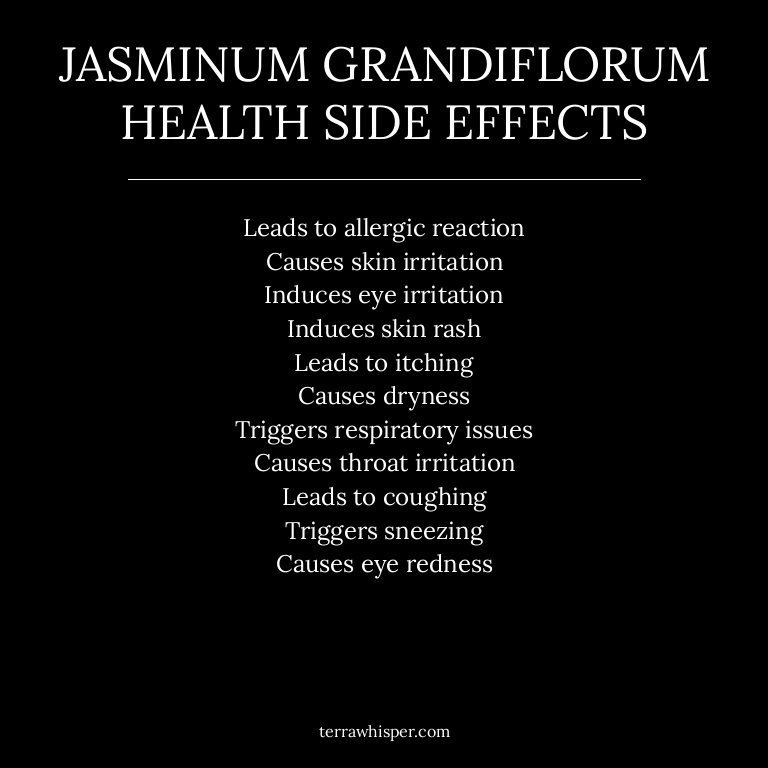 JASMINUM GRANDIFLORUM
HEALTH SIDE EFFECTS
Leads to allergic reaction
Causes skin irritation
Induces eye irritation
Induces skin rash
Leads to itching
Causes dryness
Triggers respiratory issues
Causes throat irritation
Leads to coughing
Triggers sneezing
Causes eye redness
terrawhisper.com